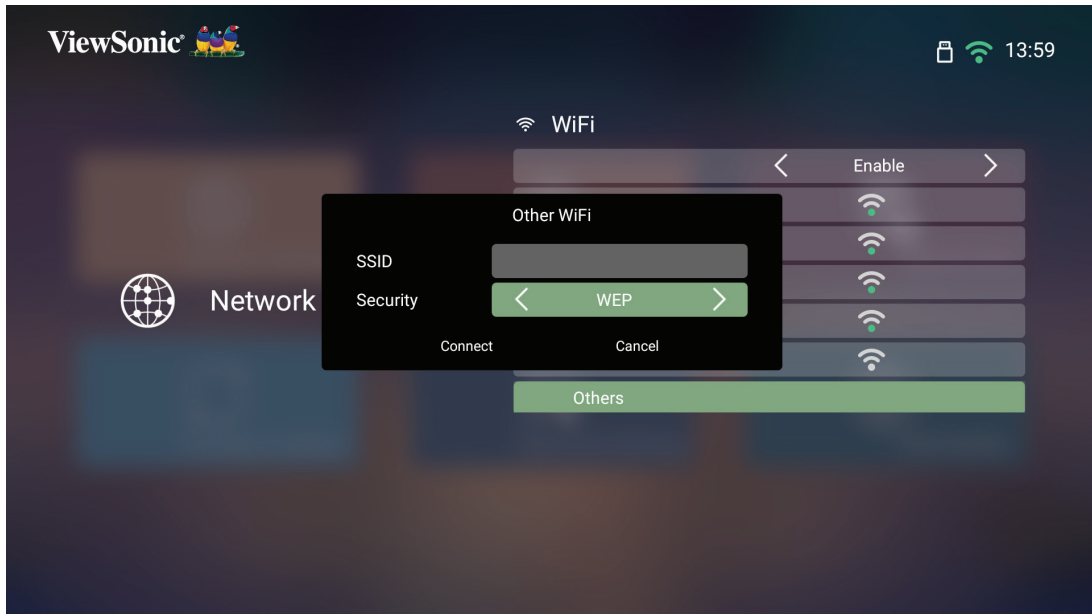 ViewSonic
13:59
WiFi
Enable
Other WiFi
SSID
Network
Security
WEP
Connect
Cancel
Others